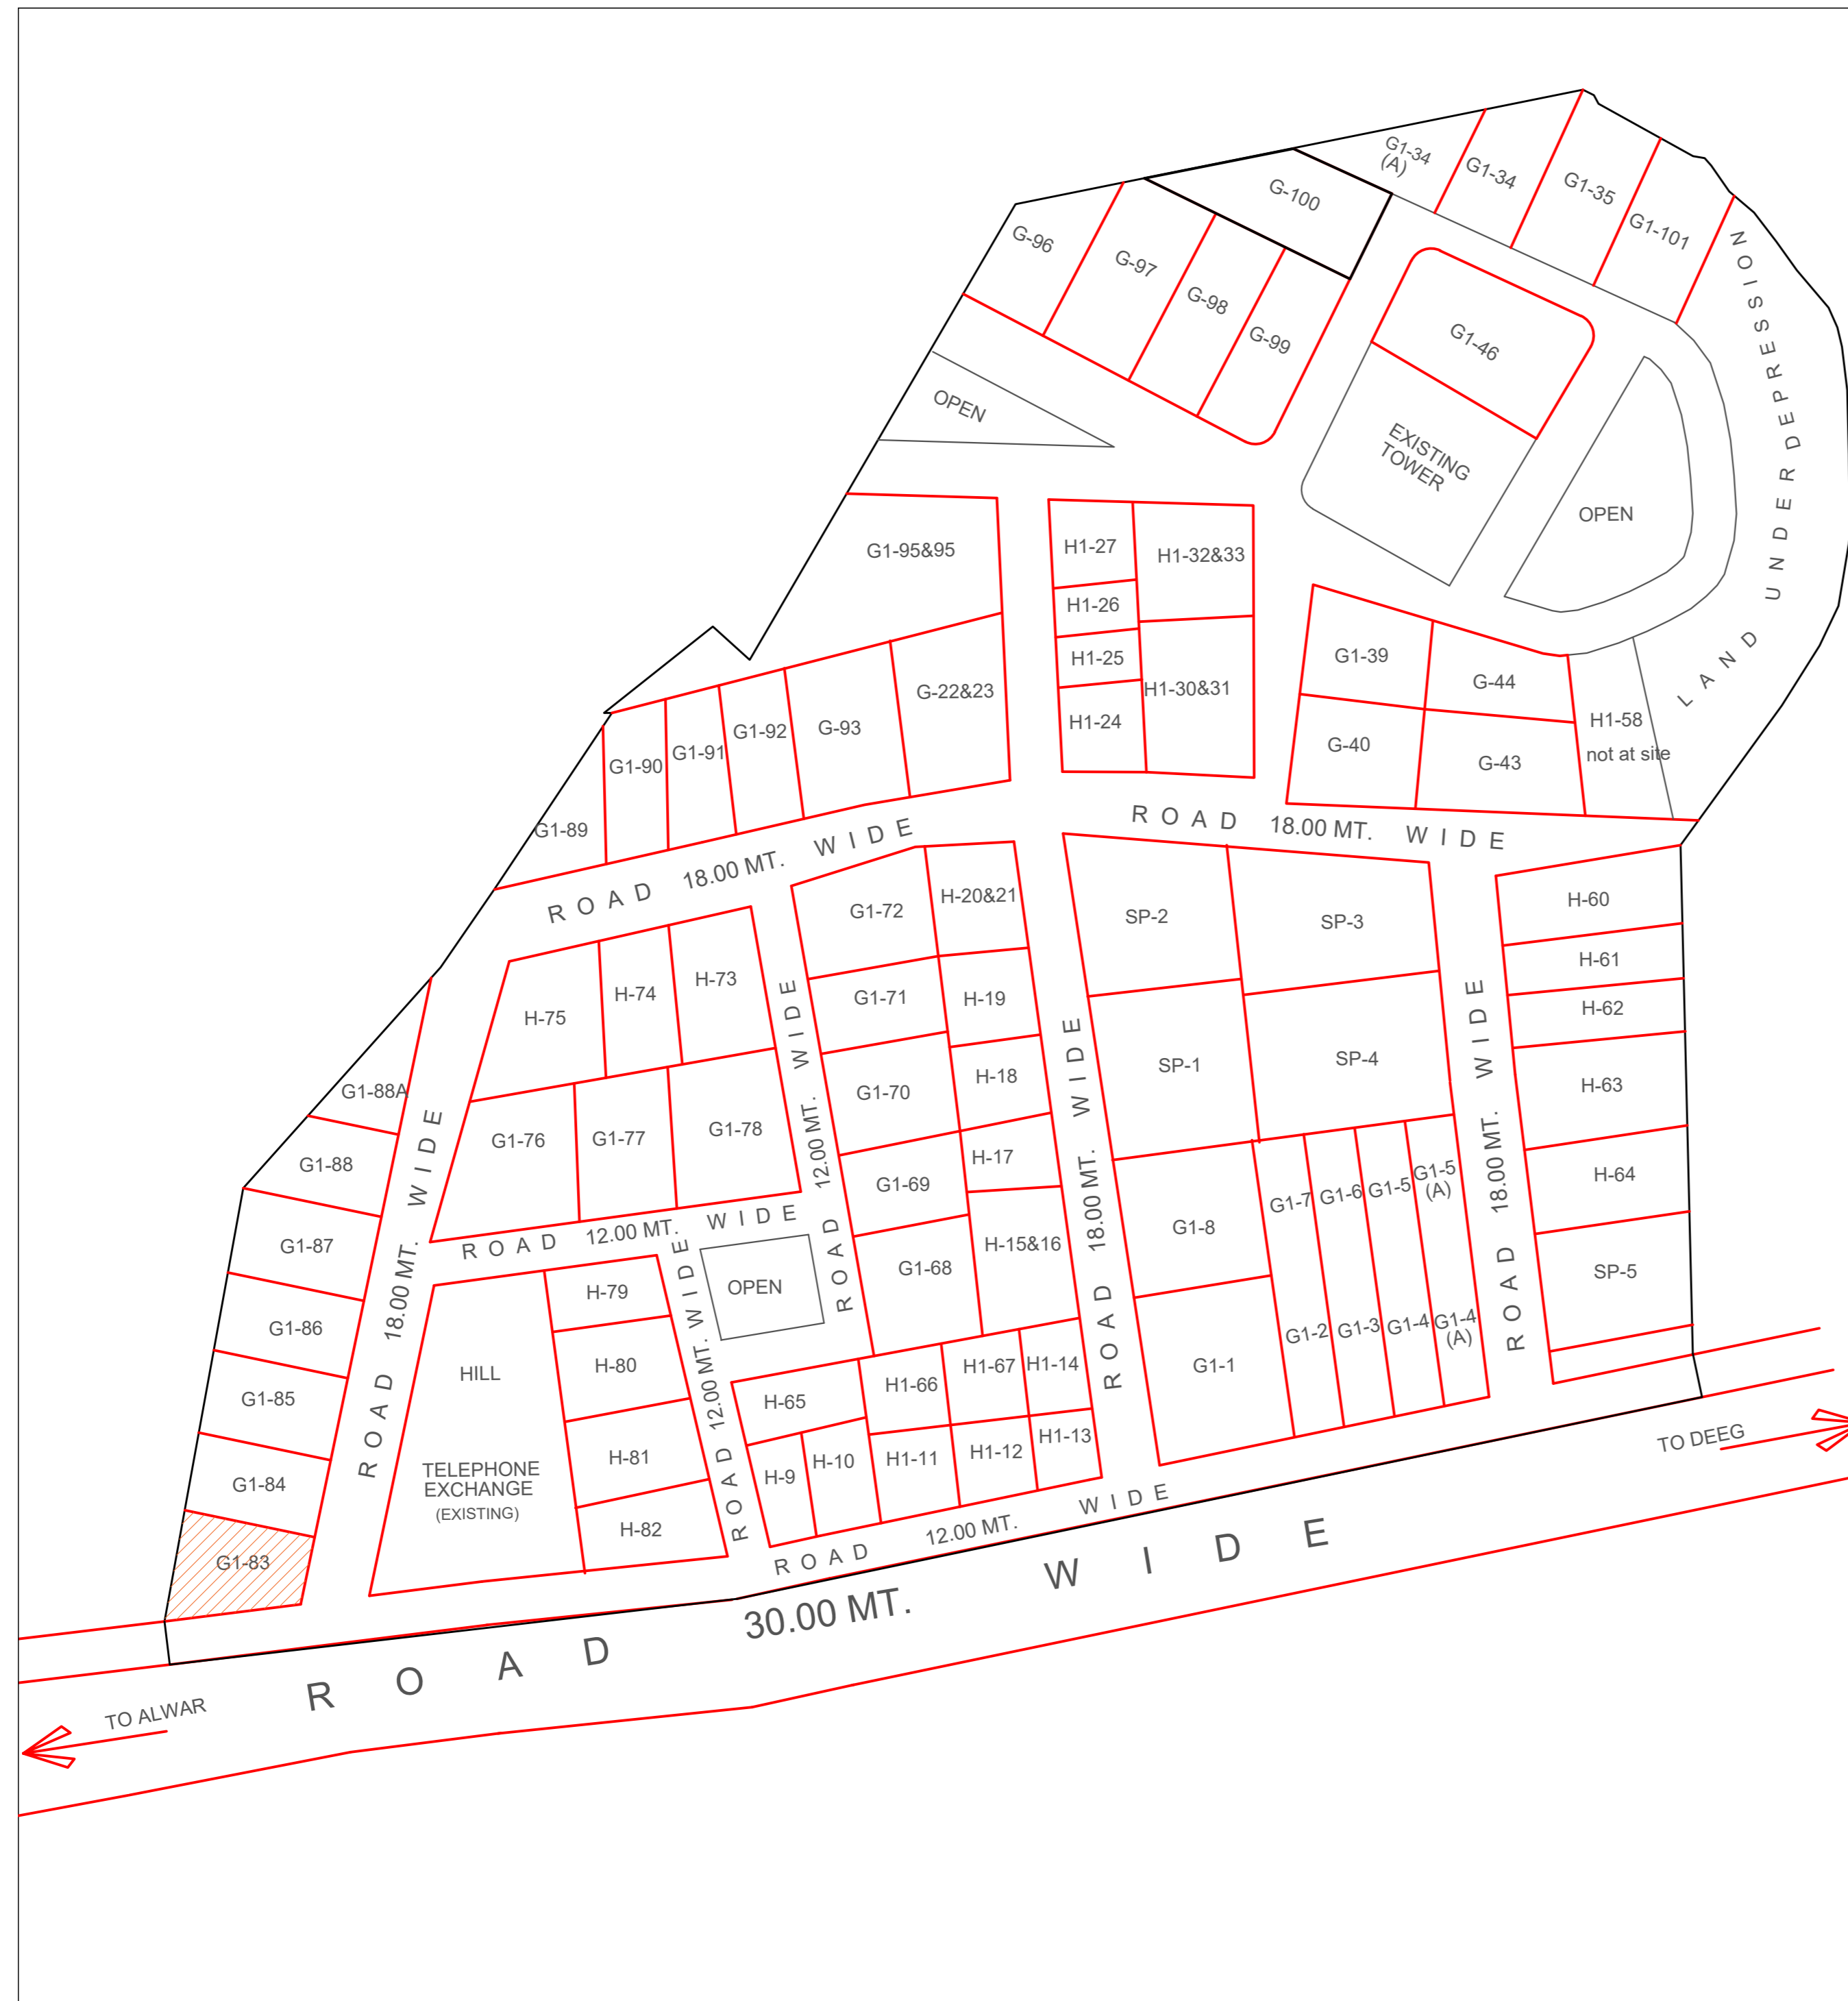 G1-34
(A)
G1-34
G1-35
G1-101
G-100
G-96
G-97
G-98
G-99
G1-46
EXISTING
TOWER
OPEN
OPEN
LAND UNDER DEPRESSION
G1-95&95
H1-27
H1-32&33
H1-26
H1-25
H1-30&31
H1-24
G1-39
G-44
G-40
G-43
H1-58
not at site
G-22&23
G-93
G1-92
G1-91
G1-90
G1-89
ROAD 18.00 MT. WIDE
ROAD 18.00 MT. WIDE
G1-72
H-20&21
SP-2
SP-3
H-60
H-61
H-62
H-63
H-64
SP-5
H-75
H-74
H-73
G1-71
H-19
G1-70
H-18
SP-1
SP-4
G1-88A
G1-88
G1-87
G1-86
G1-85
G1-84
G1-83
ROAD 18.00 MT. WIDE
G1-76
G1-77
G1-78
ROAD 12.00 MT. WIDE
ROAD 12.00 MT. WIDE
G1-69
H-17
G1-68
H-15&16
ROAD 18.00 MT. WIDE
G1-8
G1-7
G1-6
G1-5
G1-5
(A)
G1-1
G1-2
G1-3
G1-4
G1-4
(A)
ROAD 18.00 MT. WIDE
OPEN
HILL
TELEPHONE
EXCHANGE
(EXISTING)
H-79
H-80
H-81
H-82
ROAD 12.00 MT. WIDE
H-65
H1-66
H1-67
H1-14
H-9
H-10
H1-11
H1-12
H1-13
ROAD 12.00 MT. WIDE
ROAD 30.00 MT. WIDE
TO DEEG
TO ALWAR